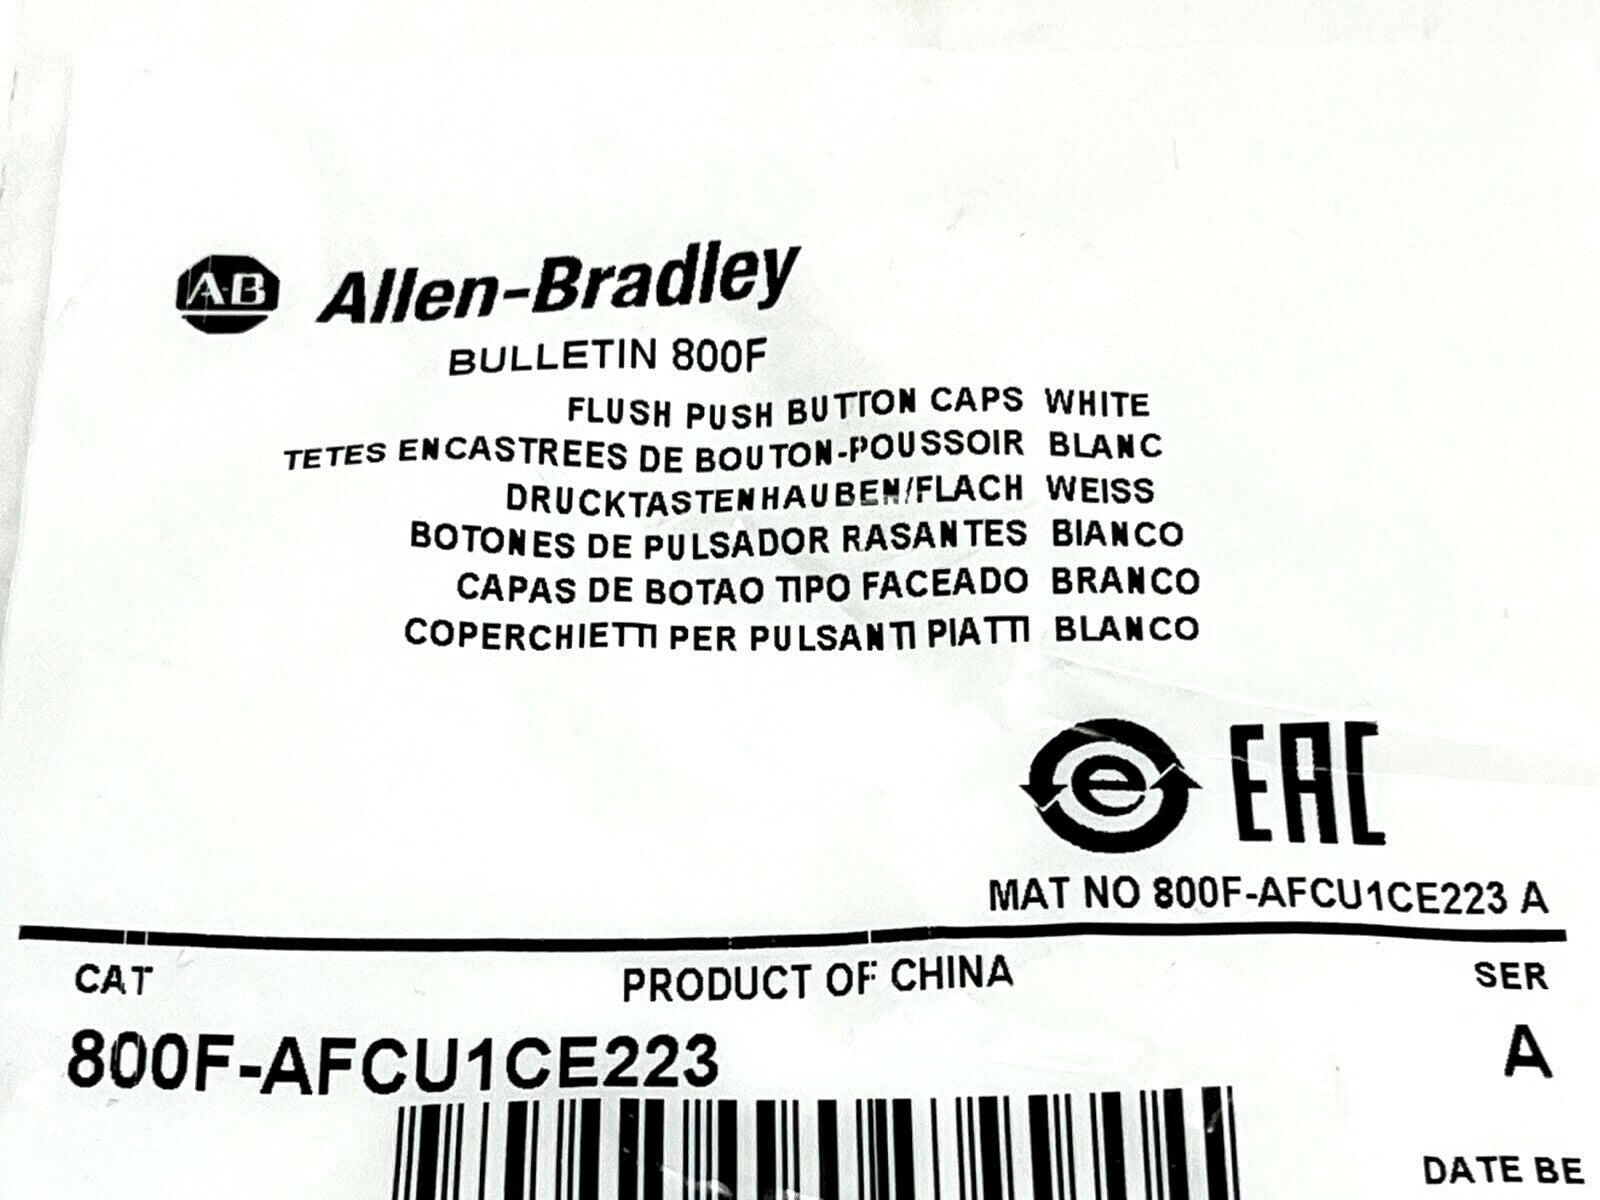 A-B Allen-Bradley
BULLETIN 800F
FLUSH PUSH BUTTON CAPS WHITE
TETES ENCASTREES DE BOUTON-POUSSOIR BLANC
DRUCKTASTENHAUBEN/FLACH WEISS
BOTONES DE PULSADOR RASANTES BIANCO
CAPAS DE BOTAO TIPO FACEADO BRANCO
COPERCHIETTI PER PULSANTI PIATTI BLANCO
e EAC
MAT NO 800F-AFCU1CE223 A
CAT PRODUCT OF CHINA SER
800F-AFCU1CE223 A
DATE BE